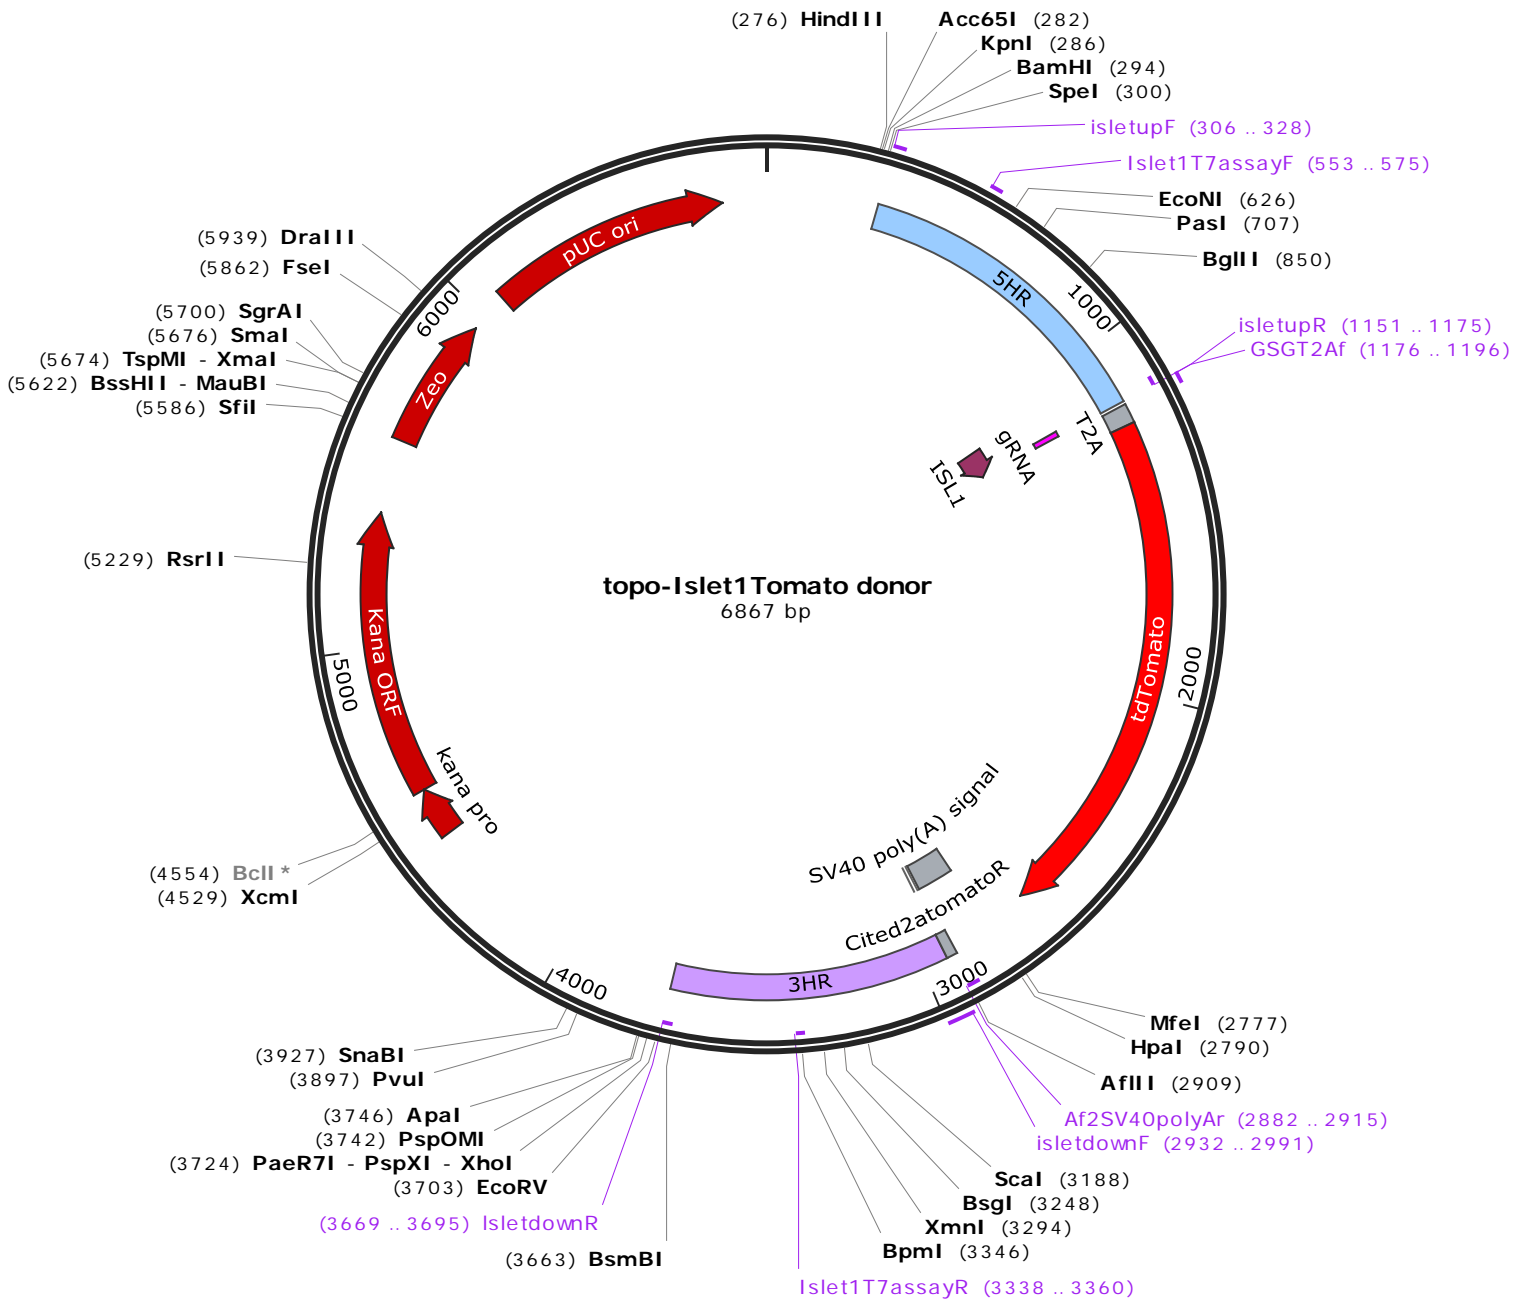 (276) HindIII
Acc65I (282)
KpnI (286)
BamHI (294)
SpeI (300)
isletupF (306 .. 328)
Islet1T7assayF (553 .. 575)
EcoNI (626)
PasI (707)
BglII (850)
1000
isletupR (1151 .. 1175)
GSGT2Af (1176 .. 1196)
2000
MfeI (2777)
HpaI (2790)
AflII (2909)
Af2SV40polyAr (2882 .. 2915)
isletdownF (2932 .. 2991)
3000
ScaI (3188)
BsgI (3248)
XmnI (3294)
BpmI (3346)
Islet1T7assayR (3338 .. 3360)
(3663) BsmBI
(3669 .. 3695) IsletdownR
(3703) EcoRV
(3724) PaeR7I - PspXI - XhoI
(3742) PspOMI
(3746) ApaI
(3897) PvuI
(3927) SnaBI
4000
(4529) XcmI
(4554) BclI *
5000
(5229) RsrII
(5586) SfiI
(5622) BssHII - MauBI
(5674) TspMI - XmaI
(5676) SmaI
(5700) SgrAI
(5862) FseI
(5939) DraIII
6000
pUC ori
5HR
T2A
gRNA
ISL1
tdTomato
SV40 poly(A) signal
Cited2atomatoR
3HR
kana pro
Kana ORF
Zeo
topo-Islet1Tomato donor
6867 bp